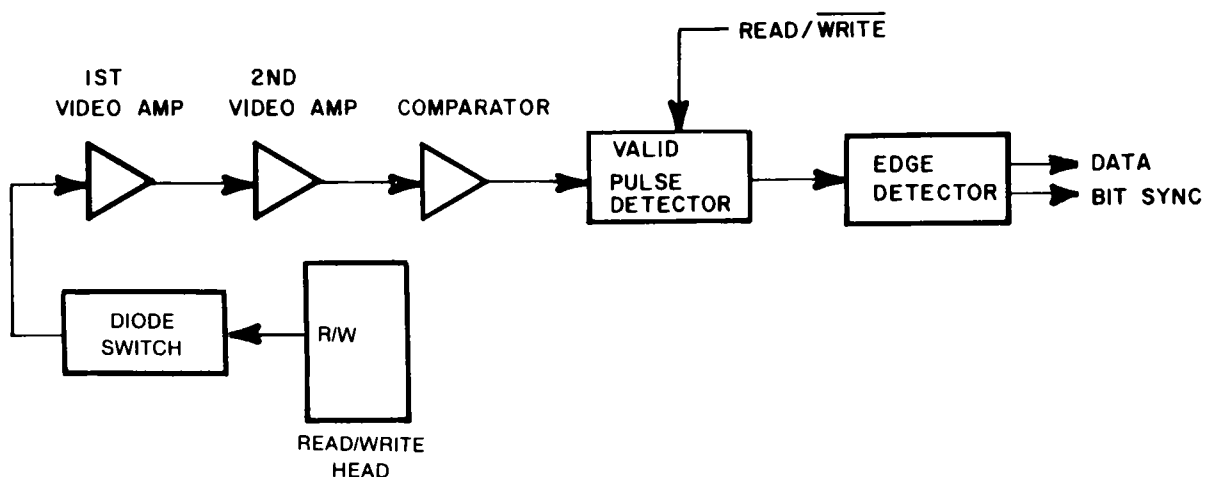 READ/WRITE
1ST
VIDEO AMP
2ND
VIDEO AMP
COMPARATOR
VALID
PULSE
DETECTOR
EDGE
DETECTOR
DATA
BIT SYNC
DIODE
SWITCH
R/W
READ/WRITE
HEAD